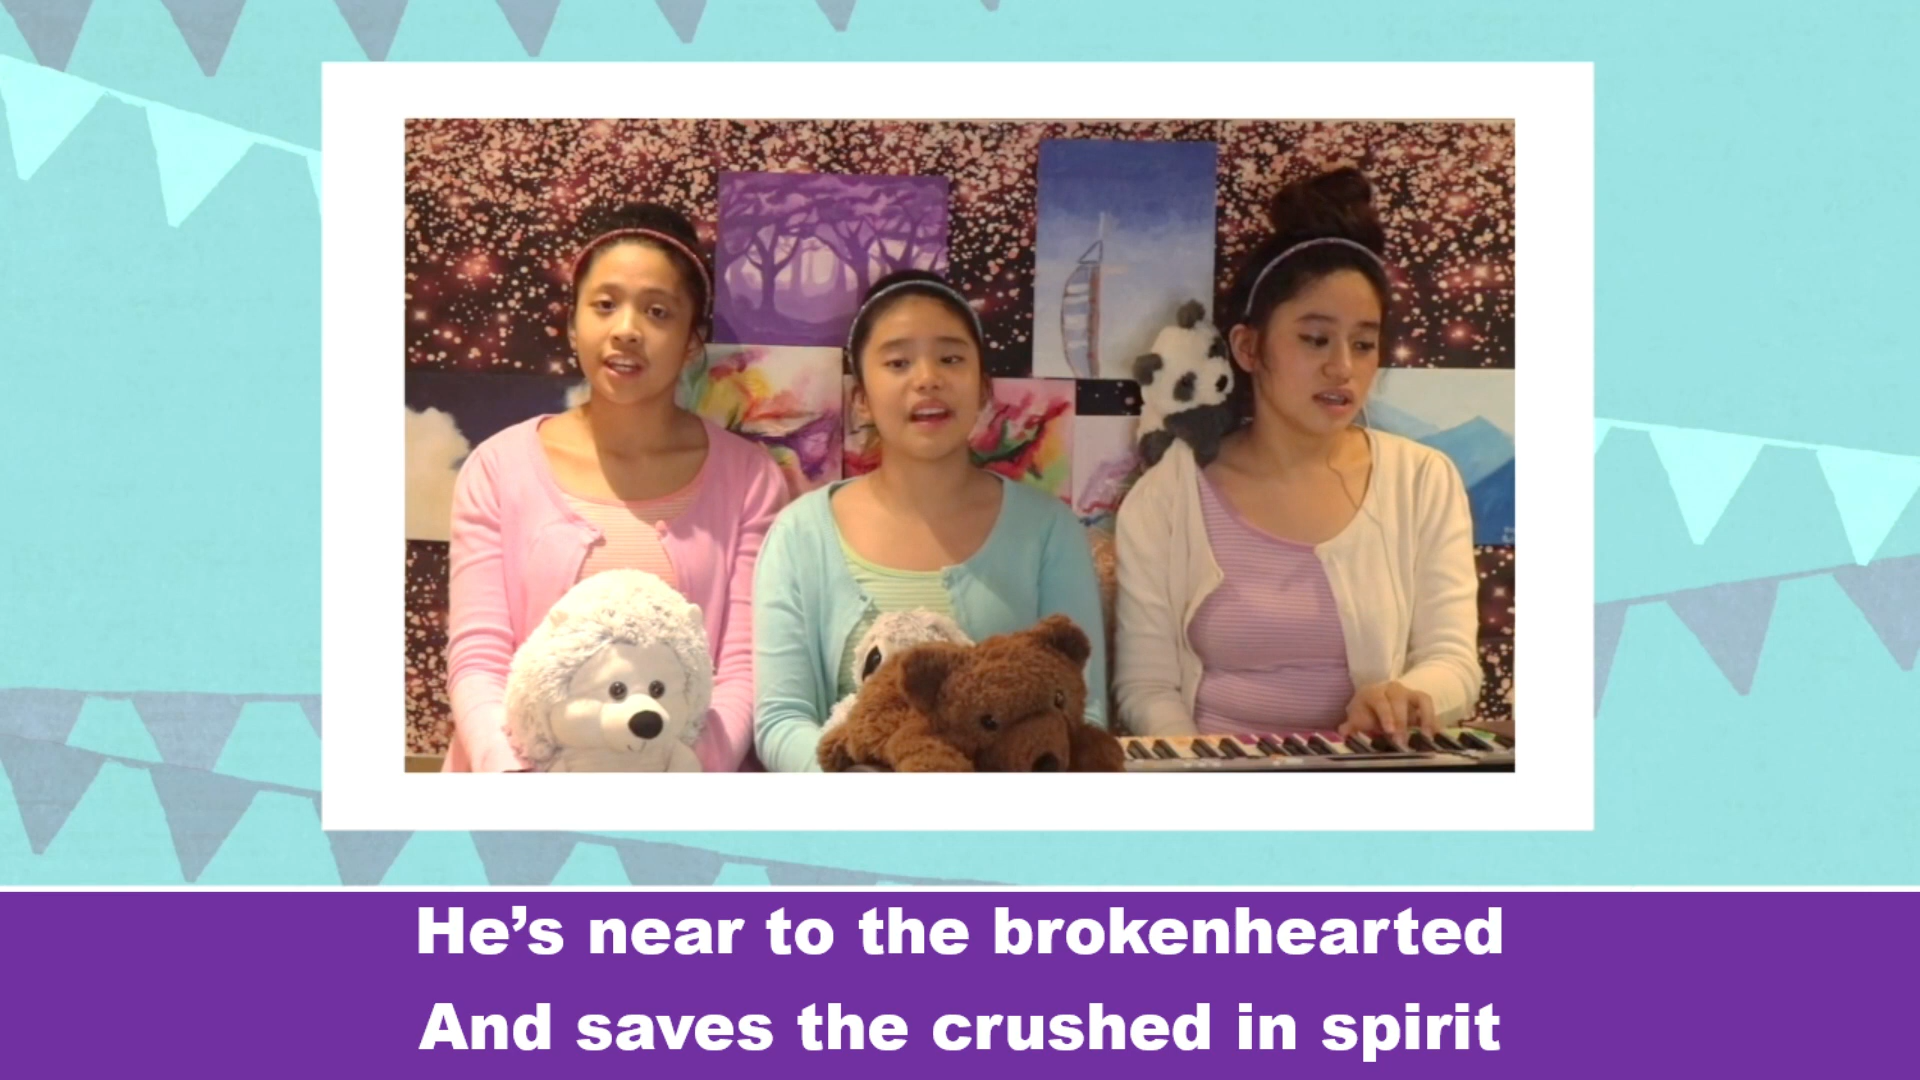 He’s near to the brokenhearted
And saves the crushed in spirit